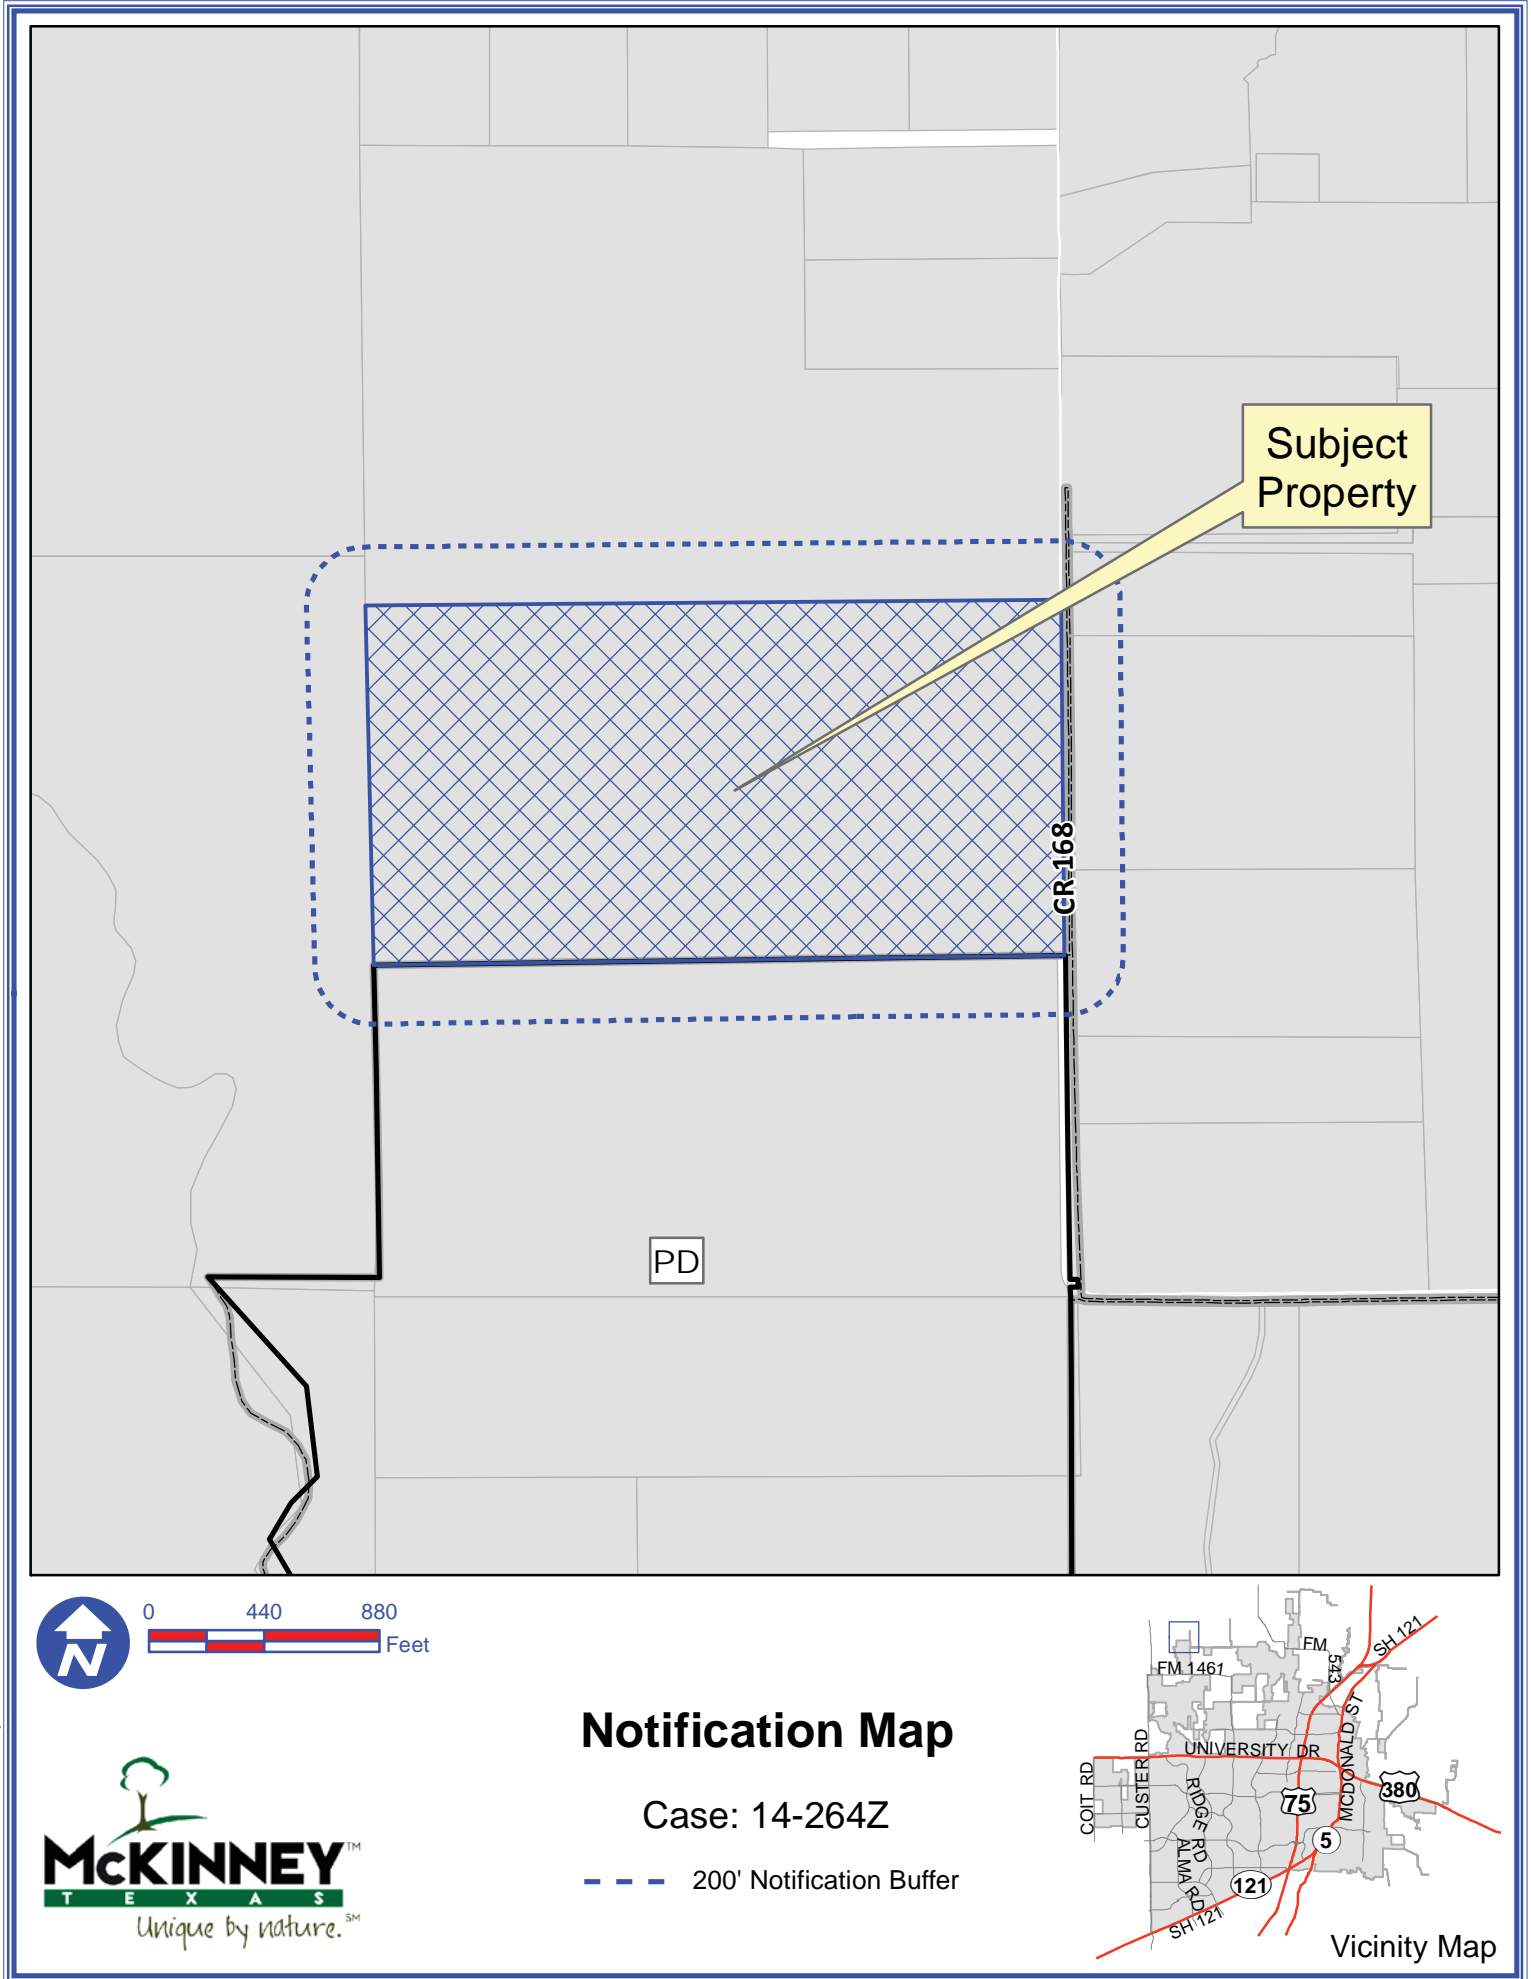 Subject
Property
CR 168
PD
0 440 880
Feet
N
Notification Map
Case: 14-264Z
200' Notification Buffer
McKINNEY™
TEXAS
Unique by nature.℠
FM 1461
FM
543
SH 121
UNIVERSITY DR
MCDONALD ST
COIT RD
CUSTER RD
RIDGE RD
ALMA RD
75
380
5
121
SH 121
Vicinity Map